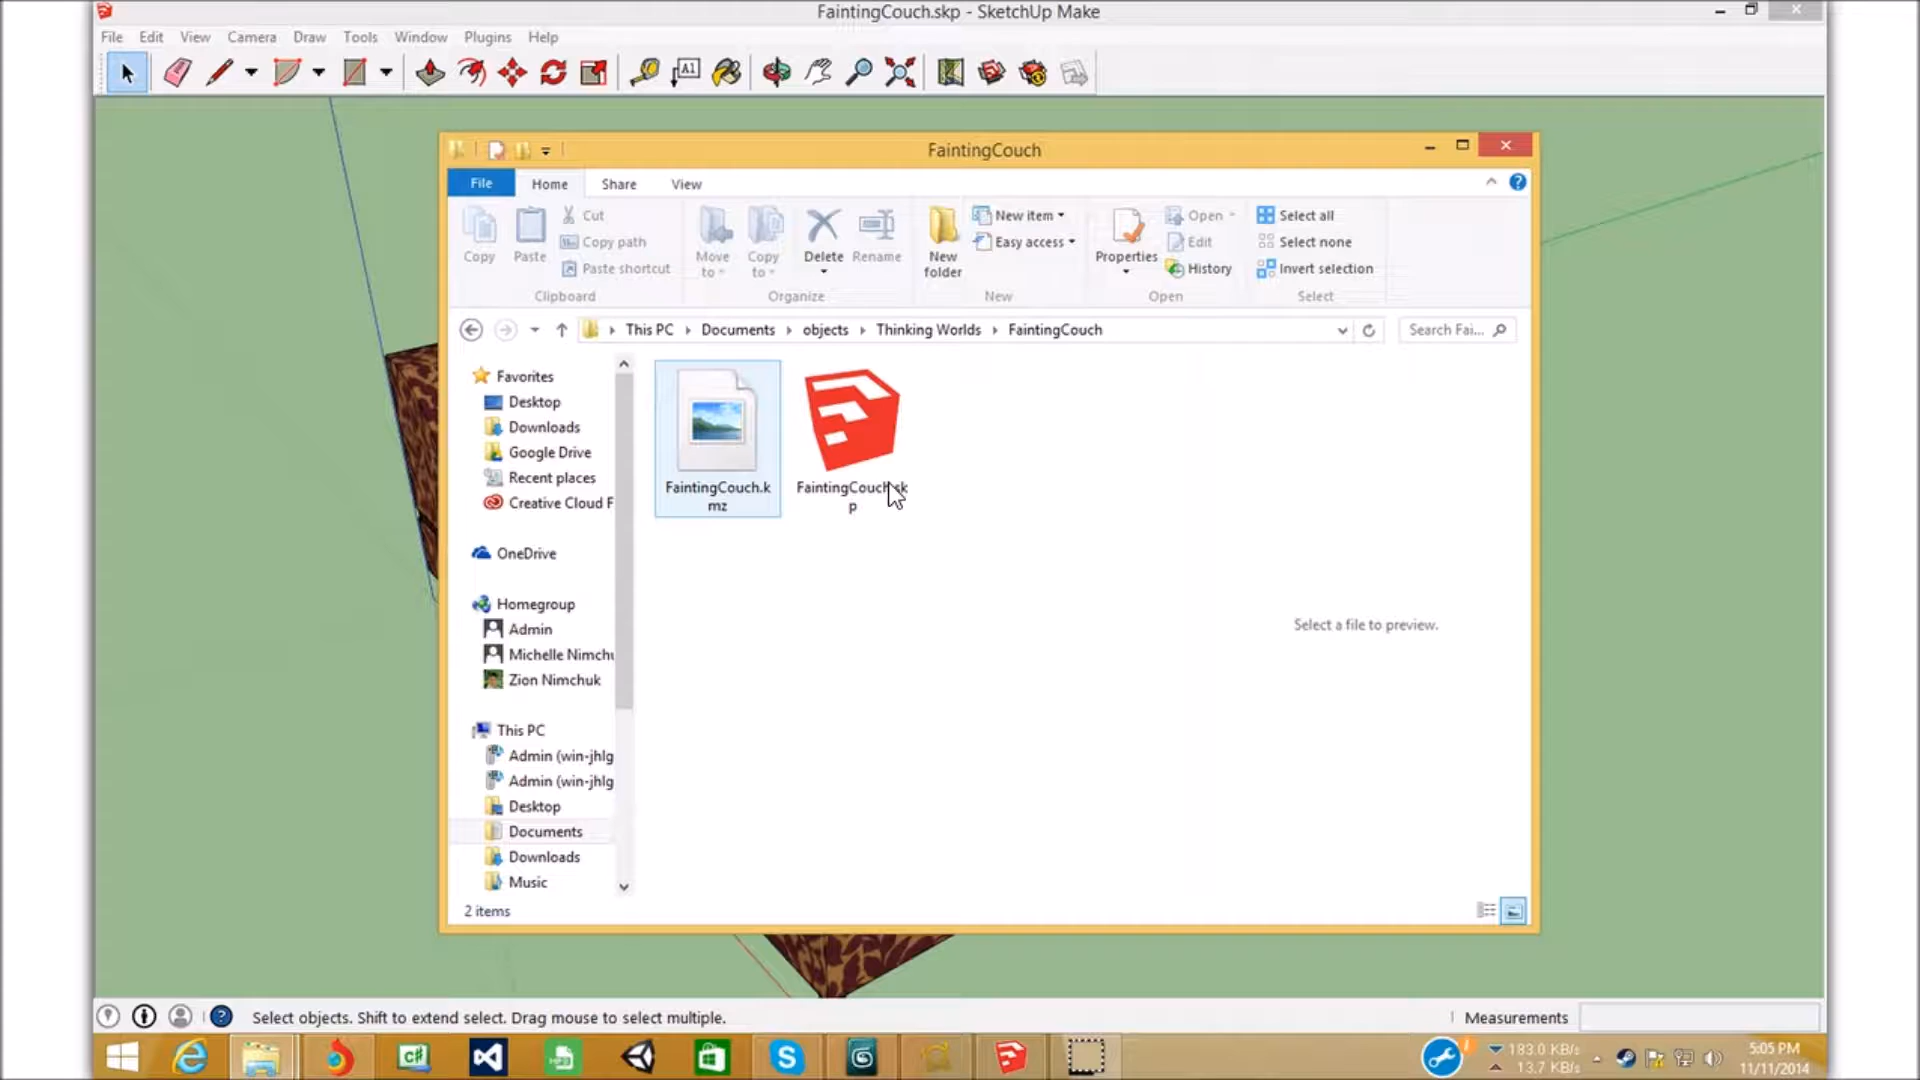 FaintingCouch.skp - SketchUp Make
File Edit View Camera Draw Tools Window Plugins Help
A1
FaintingCouch
File Home Share View
Copy
Paste
Cut
Copy path
Paste shortcut
Clipboard
Move to
Copy to
Delete
Rename
Organize
New folder
New item
Easy access
New
Properties
Open
Edit
History
Open
Select all
Select none
Invert selection
Select
This PC Documents objects Thinking Worlds FaintingCouch
Search Fai...
Favorites
Desktop
Downloads
Google Drive
Recent places
Creative Cloud F
OneDrive
Homegroup
Admin
Michelle Nimchu
Zion Nimchuk
This PC
Admin (win-jhlg
Admin (win-jhlg
Desktop
Documents
Downloads
Music
FaintingCouch.k
mz
FaintingCouch.sk
p
Select a file to preview.
2 items
Select objects. Shift to extend select. Drag mouse to select multiple.
Measurements
C#
S
183.0 KB/s
13.7 KB/s
5:05 PM
11/11/2014